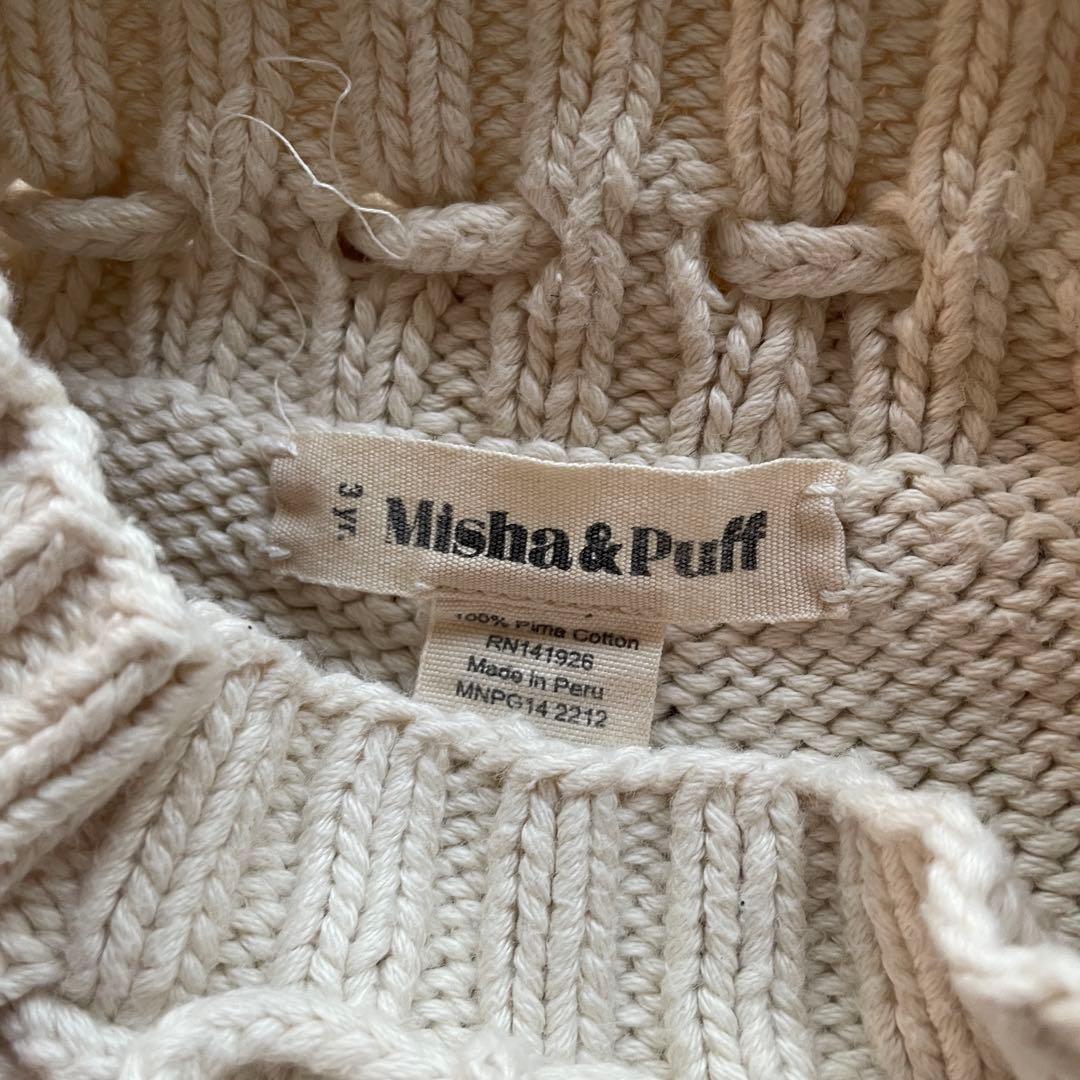 3 yr.
Misha&Puff
100% Pima Cotton
RN141926
Made in Peru
MNPG14 2212